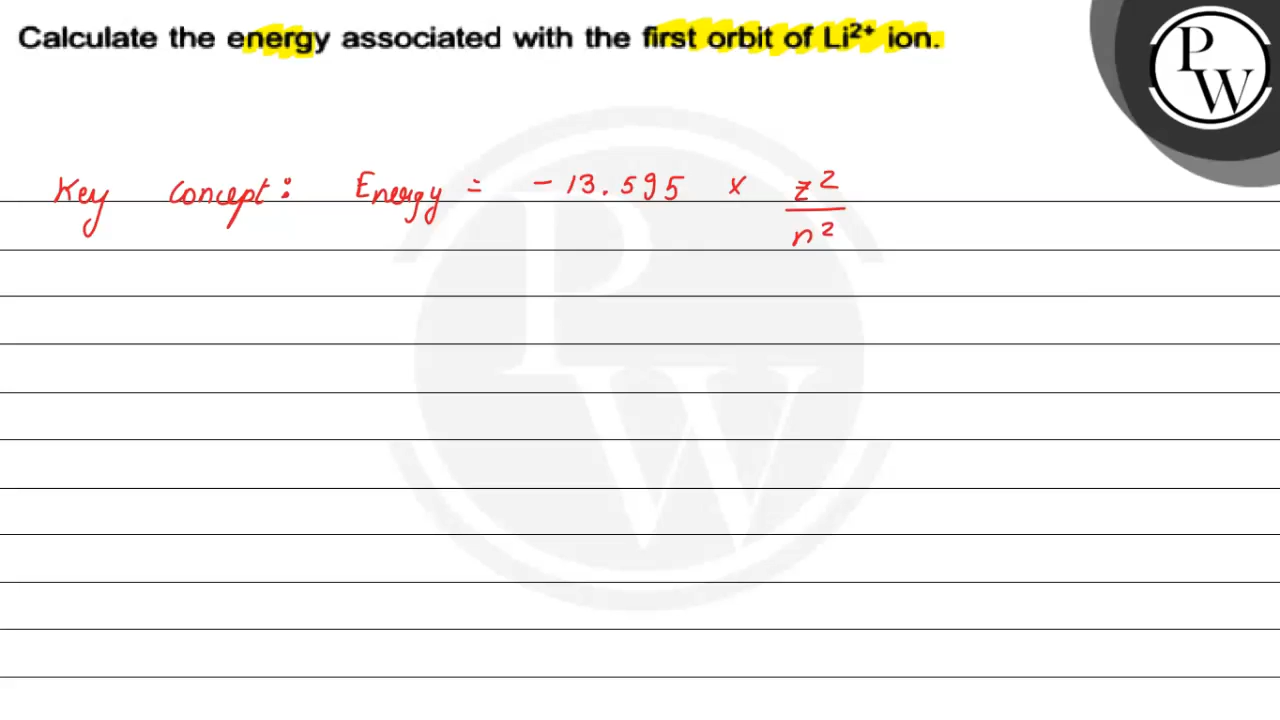 Calculate the energy associated with the first orbit of Li²⁺ ion.
P
W
Key concept: Energy = - 13.595 × z²/n²
P
W